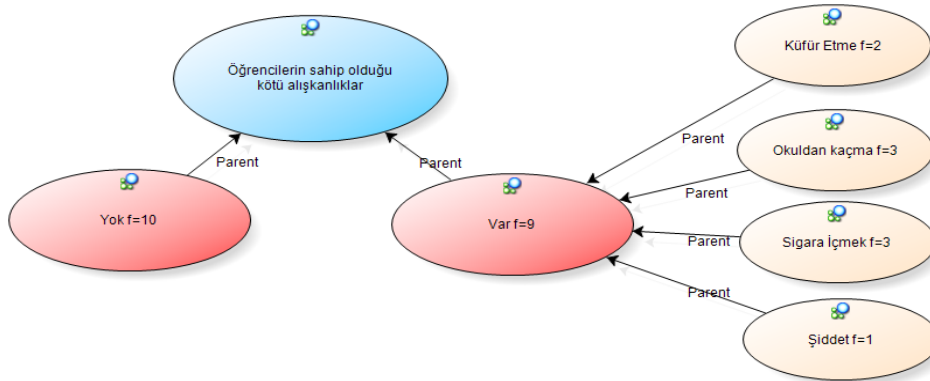 Öğrencilerin sahip olduğu
kötü alışkanlıklar
Küfür Etme f=2
Parent
Okuldan kaçma f=3
Parent
Parent
Parent
Yok f=10
Var f=9
Sigara İçmek f=3
Parent
Parent
Şiddet f=1